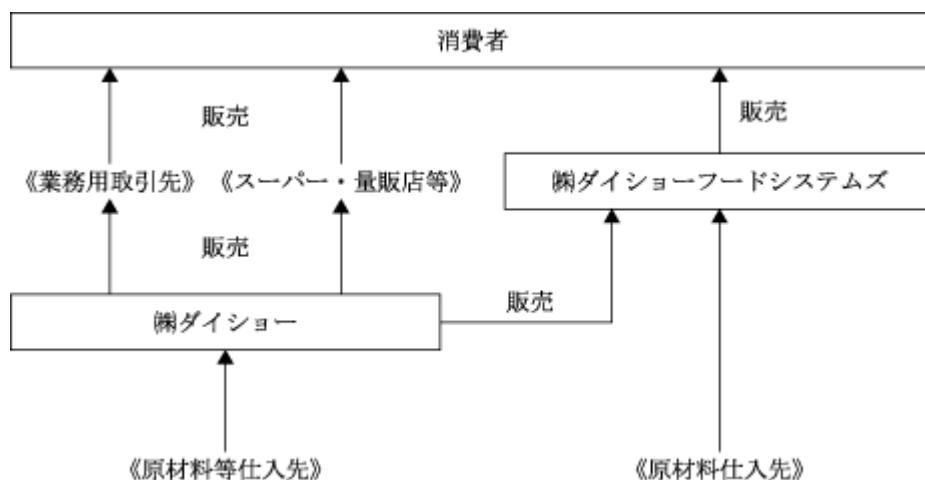 消費者
販売
販売
《業務用取引先》 《スーパー・量販店等》
㈱ダイショーフードシステムズ
販売
販売
㈱ダイショー
《原材料等仕入先》
《原材料仕入先》